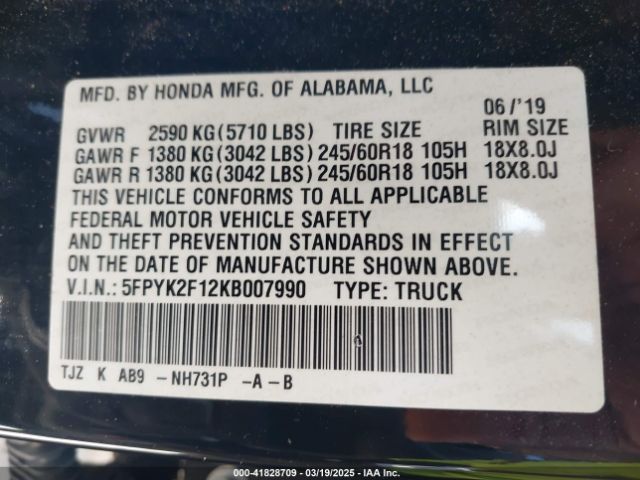 MFD. BY HONDA MFG. OF ALABAMA, LLC
06/'19
GVWR 2590 KG (5710 LBS) TIRE SIZE RIM SIZE
GAWR F 1380 KG (3042 LBS) 245/60R18 105H 18X8.0J
GAWR R 1380 KG (3042 LBS) 245/60R18 105H 18X8.0J
THIS VEHICLE CONFORMS TO ALL APPLICABLE
FEDERAL MOTOR VEHICLE SAFETY
AND THEFT PREVENTION STANDARDS IN EFFECT
ON THE DATE OF MANUFACTURE SHOWN ABOVE.
V.I.N.: 5FPYK2F12KB007990 TYPE: TRUCK
TJZ K AB9 -NH731P -A-B
000-41828709 - 03/19/2025 - IAA Inc.